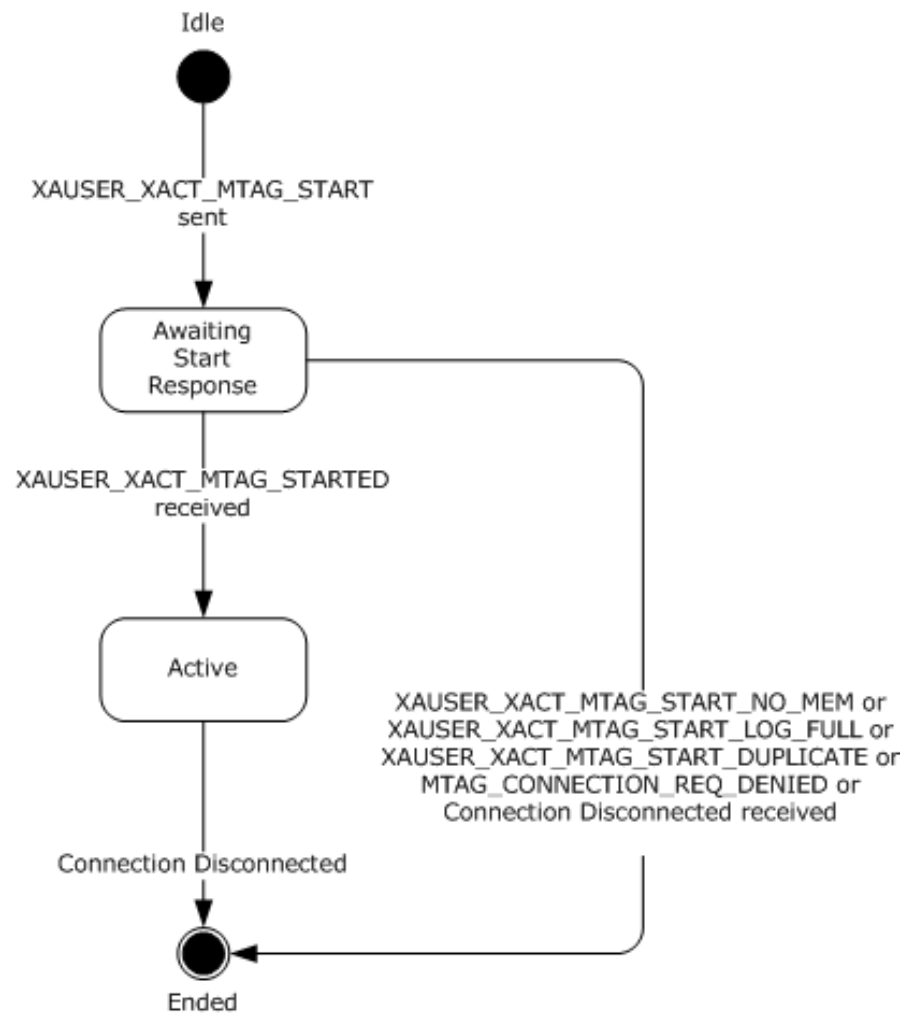 Idle
XAUSER_XACT_MTAG_START
sent
Awaiting
Start
Response
XAUSER_XACT_MTAG_STARTED
received
Active
XAUSER_XACT_MTAG_START_NO_MEM or
XAUSER_XACT_MTAG_START_LOG_FULL or
XAUSER_XACT_MTAG_START_DUPLICATE or
MTAG_CONNECTION_REQ_DENIED or
Connection Disconnected received
Connection Disconnected
Ended